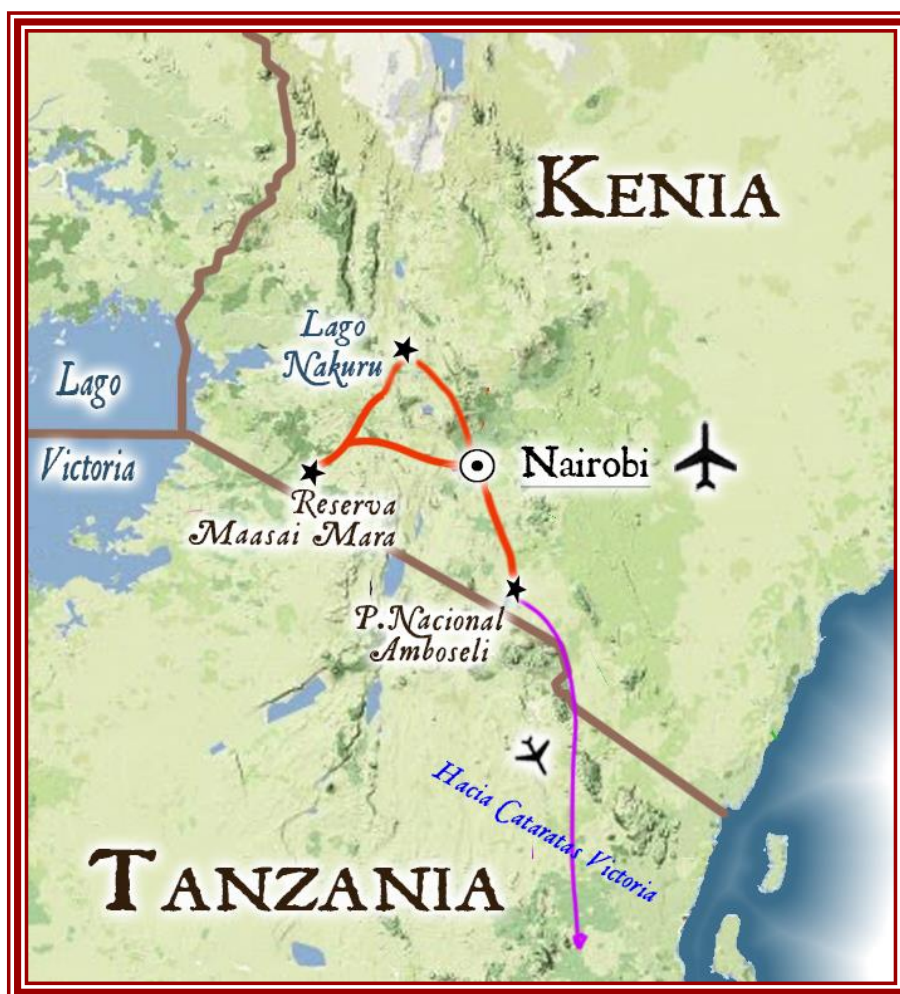 KENIA
Lago
Nakuru
Lago
Victoria
Nairobi
Reserva
Maasai Mara
P.Nacional
Amboseli
Hacia Cataratas Victoria
TANZANIA